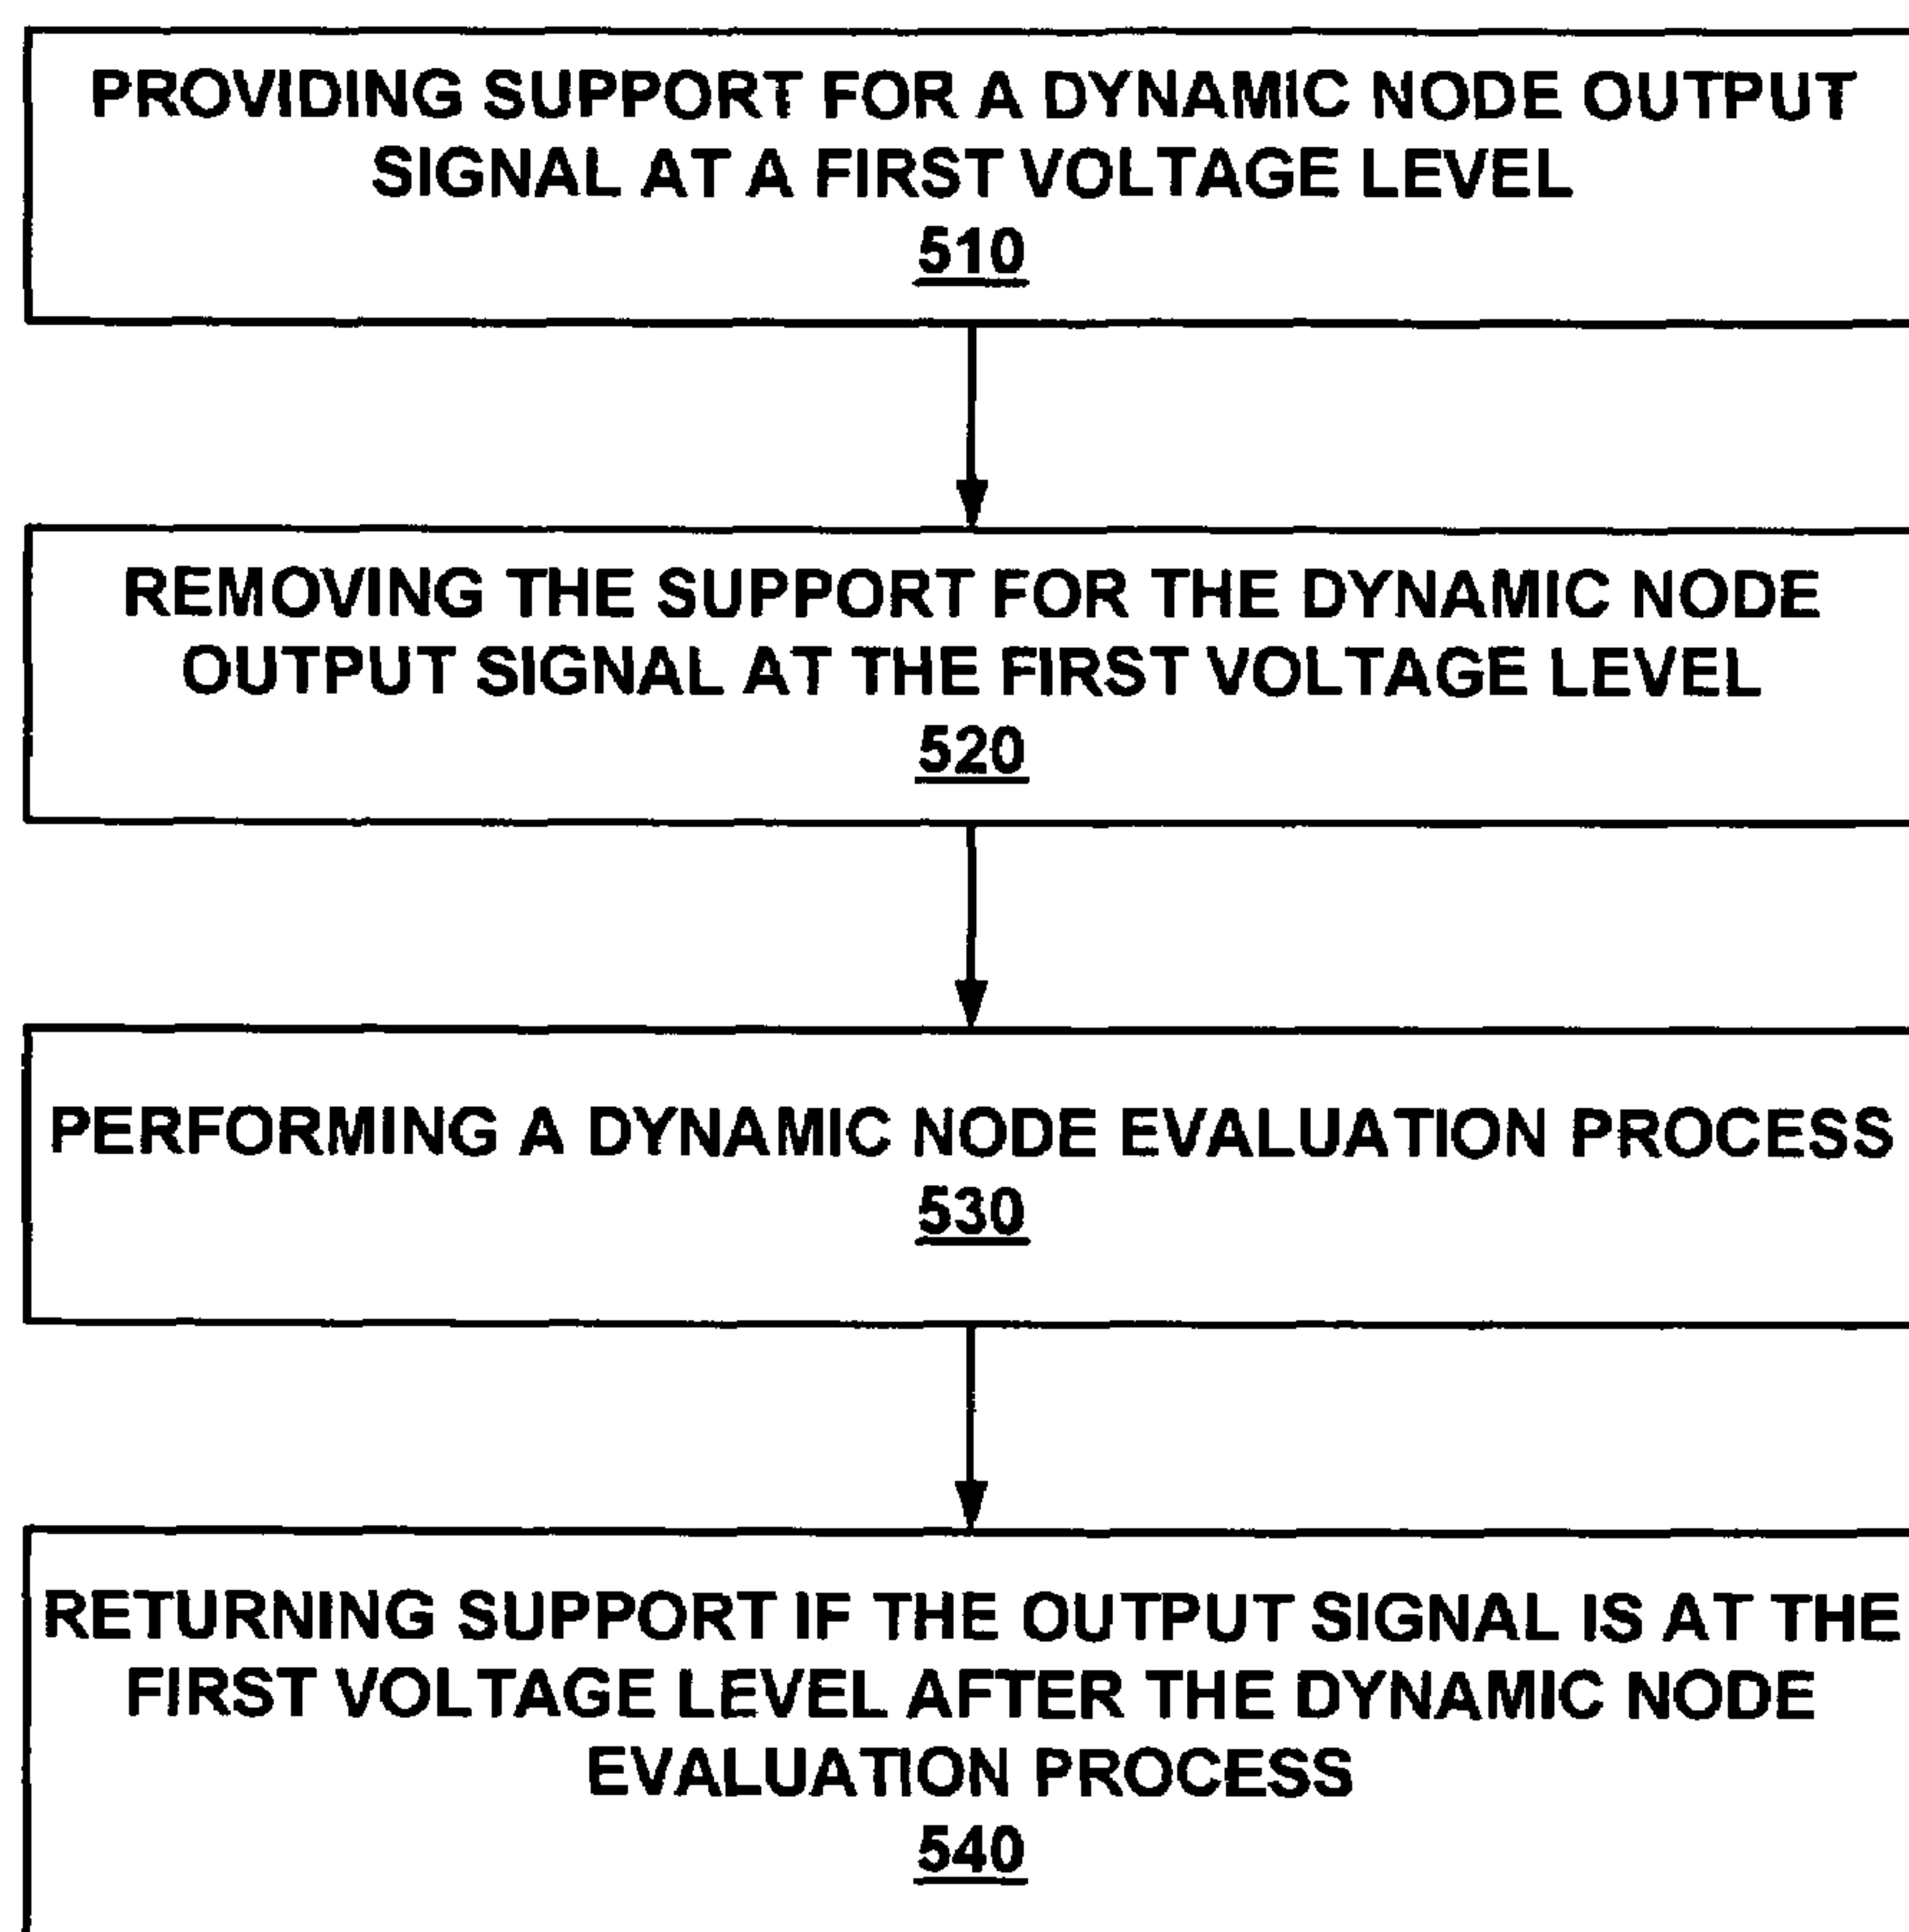 PROVIDING SUPPORT FOR A DYNAMIC NODE OUTPUT
SIGNAL AT A FIRST VOLTAGE LEVEL
510
REMOVING THE SUPPORT FOR THE DYNAMIC NODE
OUTPUT SIGNAL AT THE FIRST VOLTAGE LEVEL
520
PERFORMING A DYNAMIC NODE EVALUATION PROCESS
530
RETURNING SUPPORT IF THE OUTPUT SIGNAL IS AT THE
FIRST VOLTAGE LEVEL AFTER THE DYNAMIC NODE
EVALUATION PROCESS
540